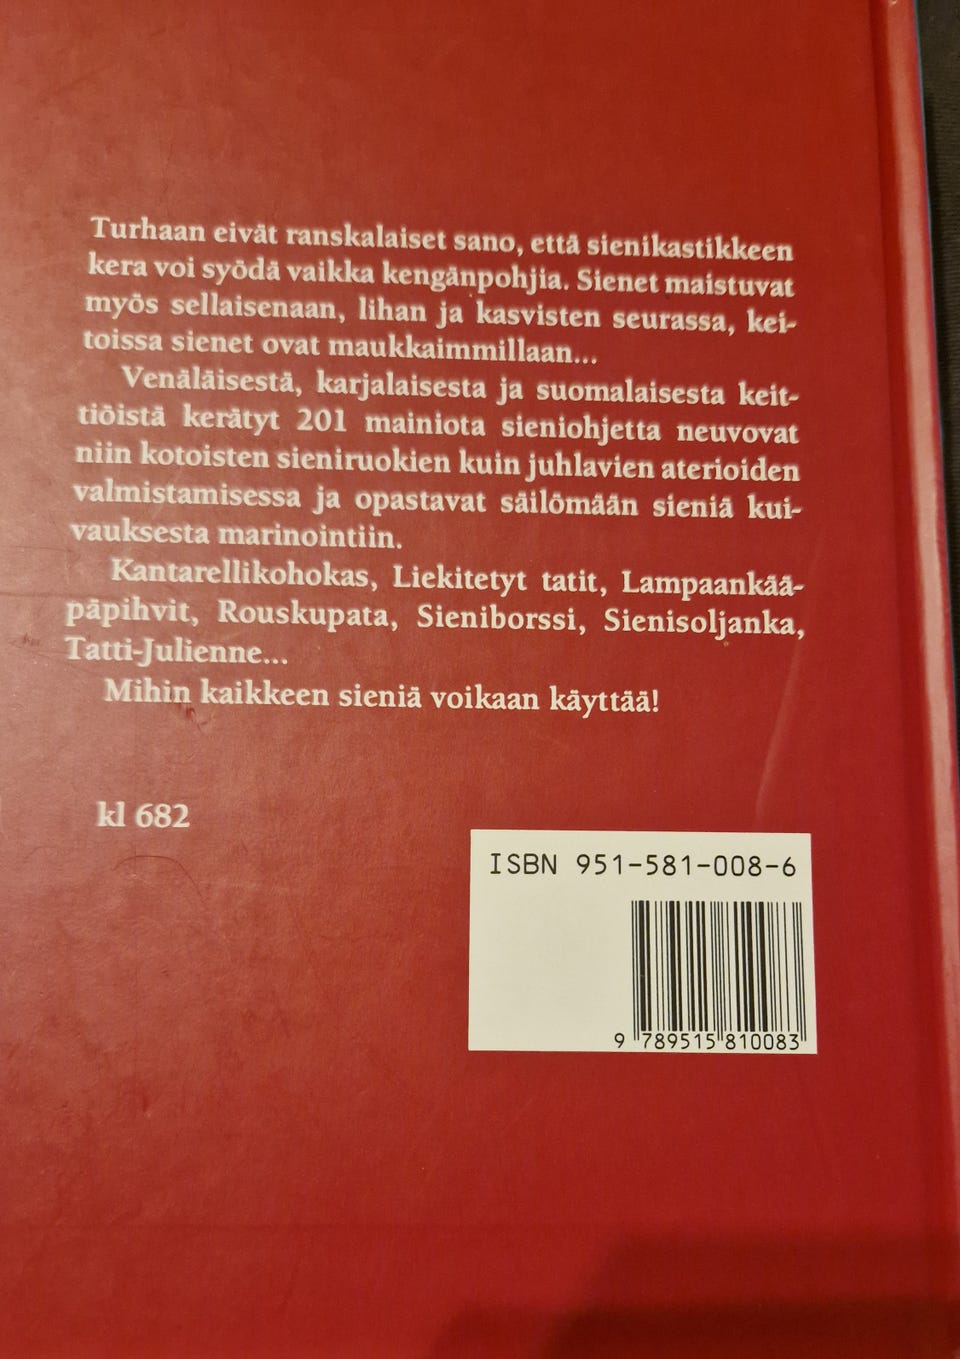 Turhaan eivät ranskalaiset sano, että sienikastikkeen
kera voi syödä vaikka kengänpohjia. Sienet maistuvat
myös sellaisenaan, lihan ja kasvisten seurassa, kei-
toissa sienet ovat maukkaimmillaan...
Venäläisestä, karjalaisesta ja suomalaisesta keit-
tiöistä kerätyt 201 mainiota sieniohjetta neuvovat
niin kotoisten sieniruokien kuin juhlavien aterioiden
valmistamisessa ja opastavat säilömään sieniä kui-
vauksesta marinointiin.
Kantarellikohokas, Liekitetyt tatit, Lampaankää-
päpihvit, Rouskupata, Sieniborssi, Sienisoljanka,
Tatti-Julienne...
Mihin kaikkeen sieniä voikaan käyttää!
kl 682
ISBN 951-581-008-6
9 789515 810083